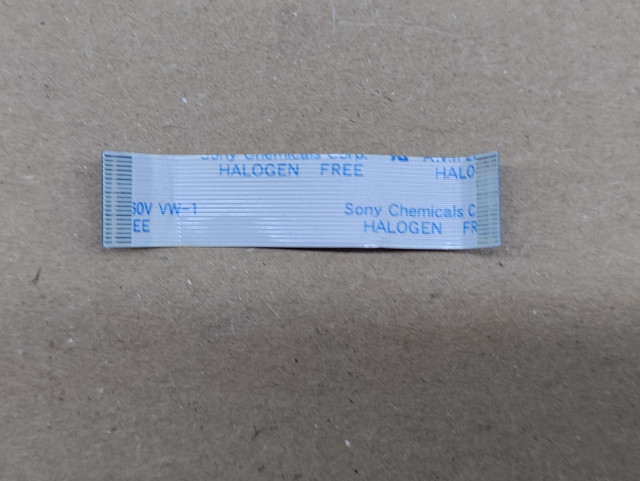 Sony Chemicals Corp.
HALOGEN FREE
HALO
60V VW-1
EE
Sony Chemicals C
HALOGEN FR